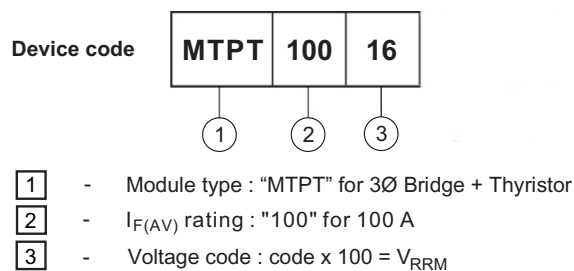 Device code MTPT 100 16
1 2 3
1 - Module type : “MTPT” for 3Ø Bridge + Thyristor
2 - IF(AV) rating : "100" for 100 A
3 - Voltage code : code x 100 = VRRM